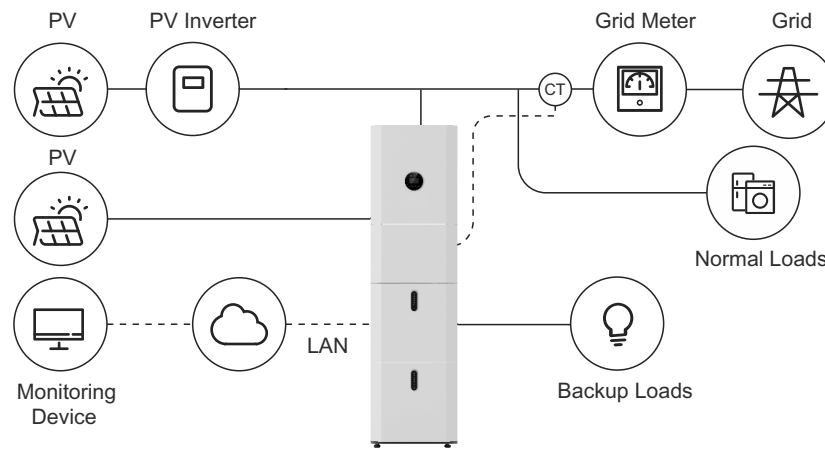 PV
PV Inverter
Grid Meter
Grid
CT
PV
Normal Loads
LAN
Monitoring
Device
Backup Loads